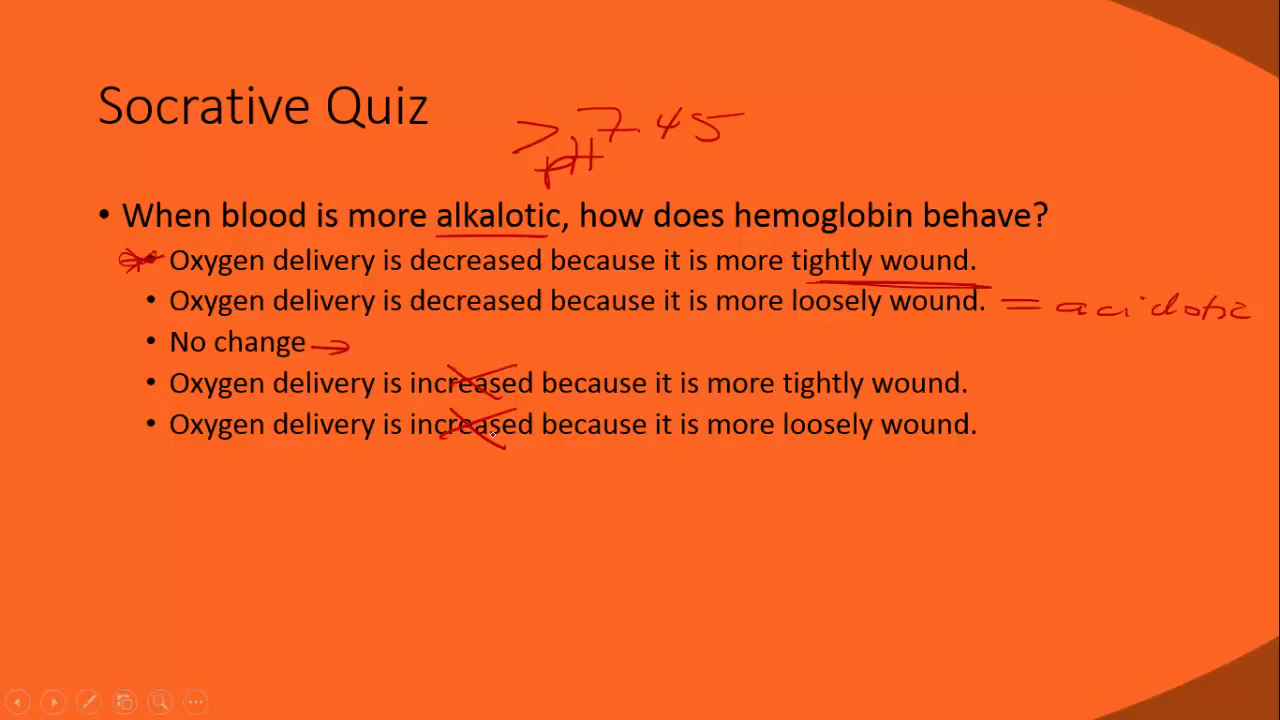 Socrative Quiz
> pH 7.45
• When blood is more alkalotic, how does hemoglobin behave?
Oxygen delivery is decreased because it is more tightly wound.
• Oxygen delivery is decreased because it is more loosely wound. = acidotic
• No change →
• Oxygen delivery is increased because it is more tightly wound.
• Oxygen delivery is increased because it is more loosely wound.